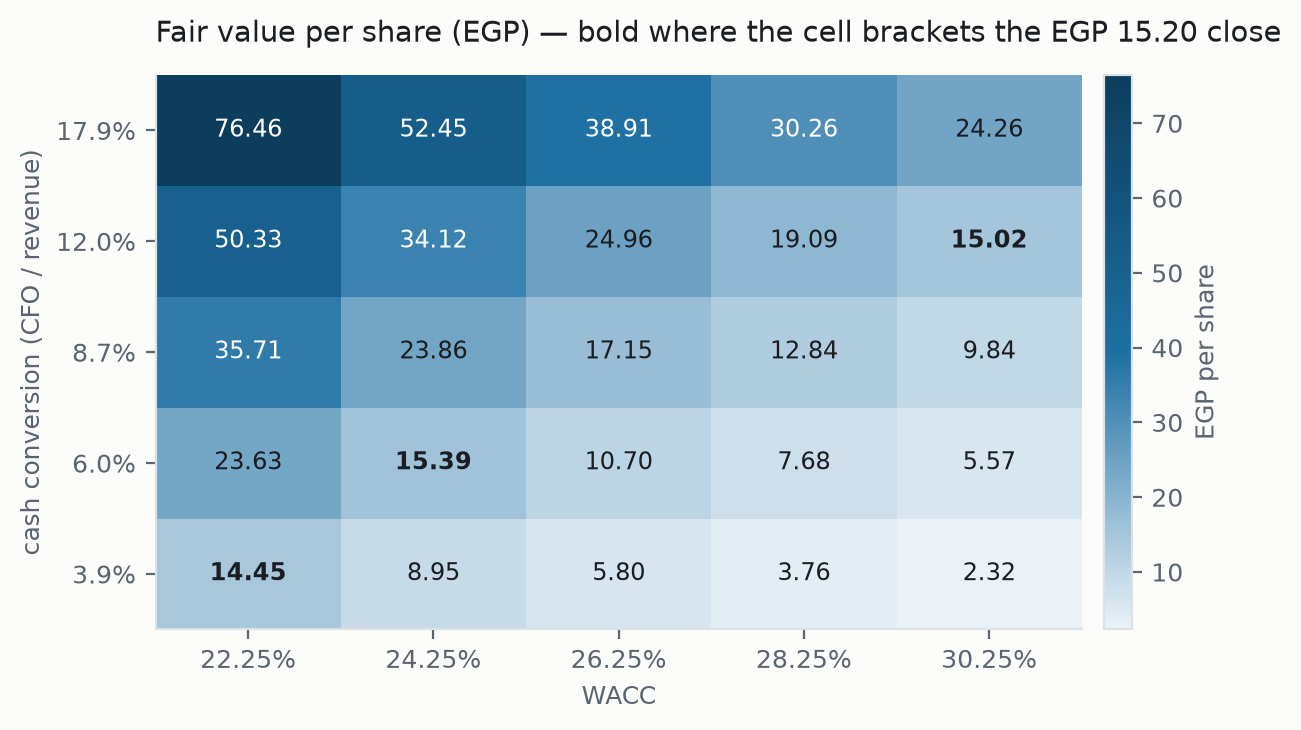 Fair value per share (EGP) — bold where the cell brackets the EGP 15.20 close
cash conversion (CFO / revenue)
17.9% 76.46 52.45 38.91 30.26 24.26
12.0% 50.33 34.12 24.96 19.09 15.02
8.7% 35.71 23.86 17.15 12.84 9.84
6.0% 23.63 15.39 10.70 7.68 5.57
3.9% 14.45 8.95 5.80 3.76 2.32
22.25% 24.25% 26.25% 28.25% 30.25%
WACC
70
60
50
40
30
20
10
EGP per share